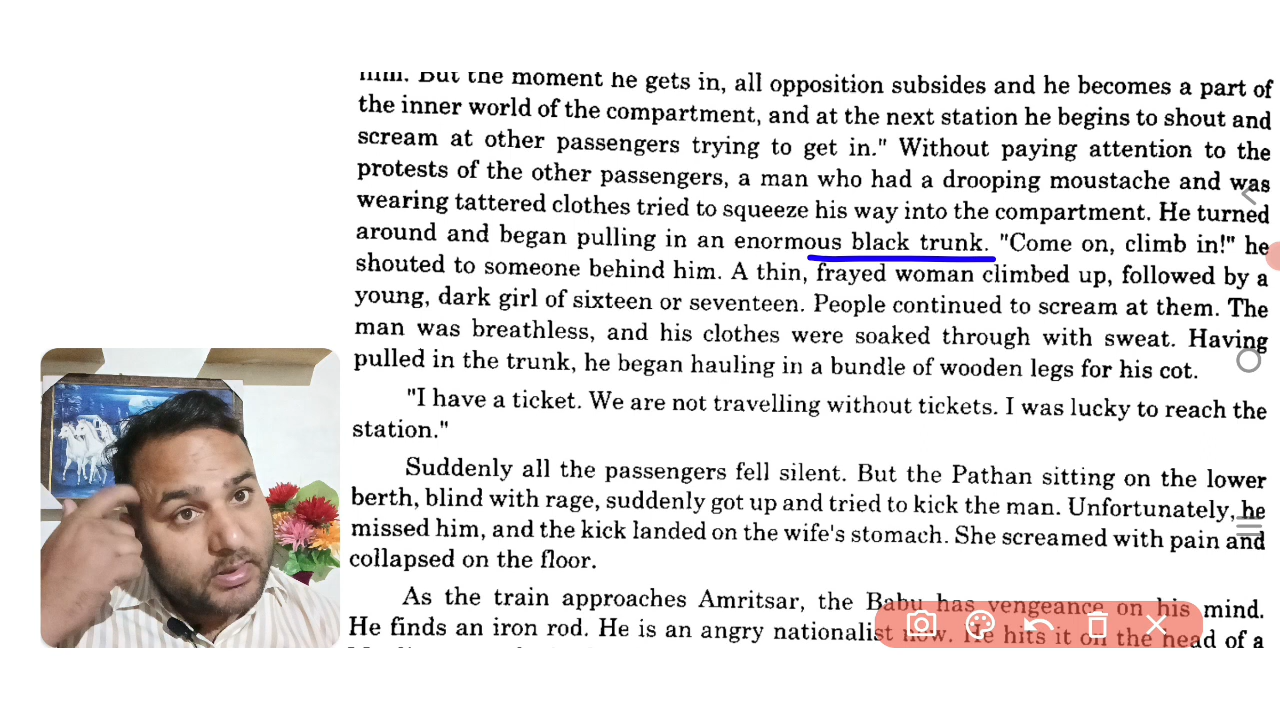 him. But the moment he gets in, all opposition subsides and he becomes a part of
the inner world of the compartment, and at the next station he begins to shout and
scream at other passengers trying to get in." Without paying attention to the
protests of the other passengers, a man who had a drooping moustache and was
wearing tattered clothes tried to squeeze his way into the compartment. He turned
around and began pulling in an enormous black trunk. "Come on, climb in!" he
shouted to someone behind him. A thin, frayed woman climbed up, followed by a
young, dark girl of sixteen or seventeen. People continued to scream at them. The
man was breathless, and his clothes were soaked through with sweat. Having
pulled in the trunk, he began hauling in a bundle of wooden legs for his cot.
"I have a ticket. We are not travelling without tickets. I was lucky to reach the
station."
Suddenly all the passengers fell silent. But the Pathan sitting on the lower
berth, blind with rage, suddenly got up and tried to kick the man. Unfortunately, he
missed him, and the kick landed on the wife's stomach. She screamed with pain and
collapsed on the floor.
As the train approaches Amritsar, the Babu has vengeance on his mind.
He finds an iron rod. He is an angry nationalist now. He hits it on the head of a